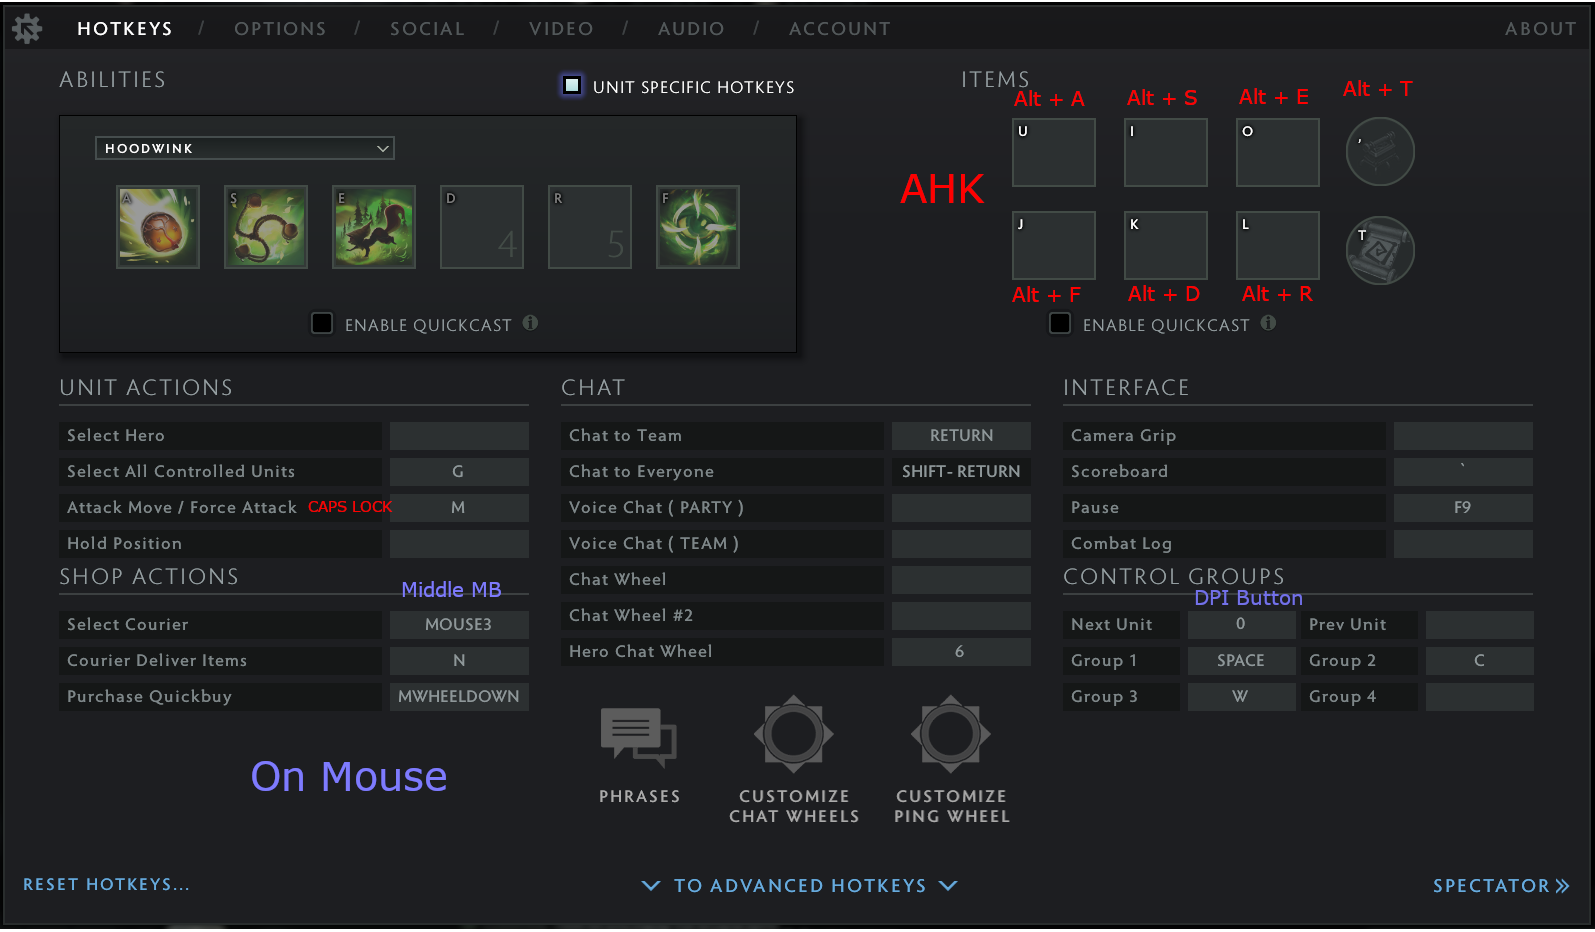 HOTKEYS / OPTIONS / SOCIAL / VIDEO / AUDIO / ACCOUNT ABOUT
ABILITIES
UNIT SPECIFIC HOTKEYS
HOODWINK
A S E D R F
4 5
ENABLE QUICKCAST i
ITEMS
Alt + A Alt + S Alt + E Alt + T
U I O ,
AHK
J K L T
Alt + F Alt + D Alt + R
ENABLE QUICKCAST i
UNIT ACTIONS
Select Hero
Select All Controlled Units G
Attack Move / Force Attack CAPS LOCK M
Hold Position
SHOP ACTIONS
Middle MB
Select Courier MOUSE3
Courier Deliver Items N
Purchase Quickbuy MWHEELDOWN
On Mouse
CHAT
Chat to Team RETURN
Chat to Everyone SHIFT- RETURN
Voice Chat ( PARTY )
Voice Chat ( TEAM )
Chat Wheel
Chat Wheel #2
Hero Chat Wheel 6
PHRASES
CUSTOMIZE
CHAT WHEELS
CUSTOMIZE
PING WHEEL
INTERFACE
Camera Grip
Scoreboard `
Pause F9
Combat Log
CONTROL GROUPS
DPI Button
Next Unit 0 Prev Unit
Group 1 SPACE Group 2 C
Group 3 W Group 4
RESET HOTKEYS...
TO ADVANCED HOTKEYS
SPECTATOR